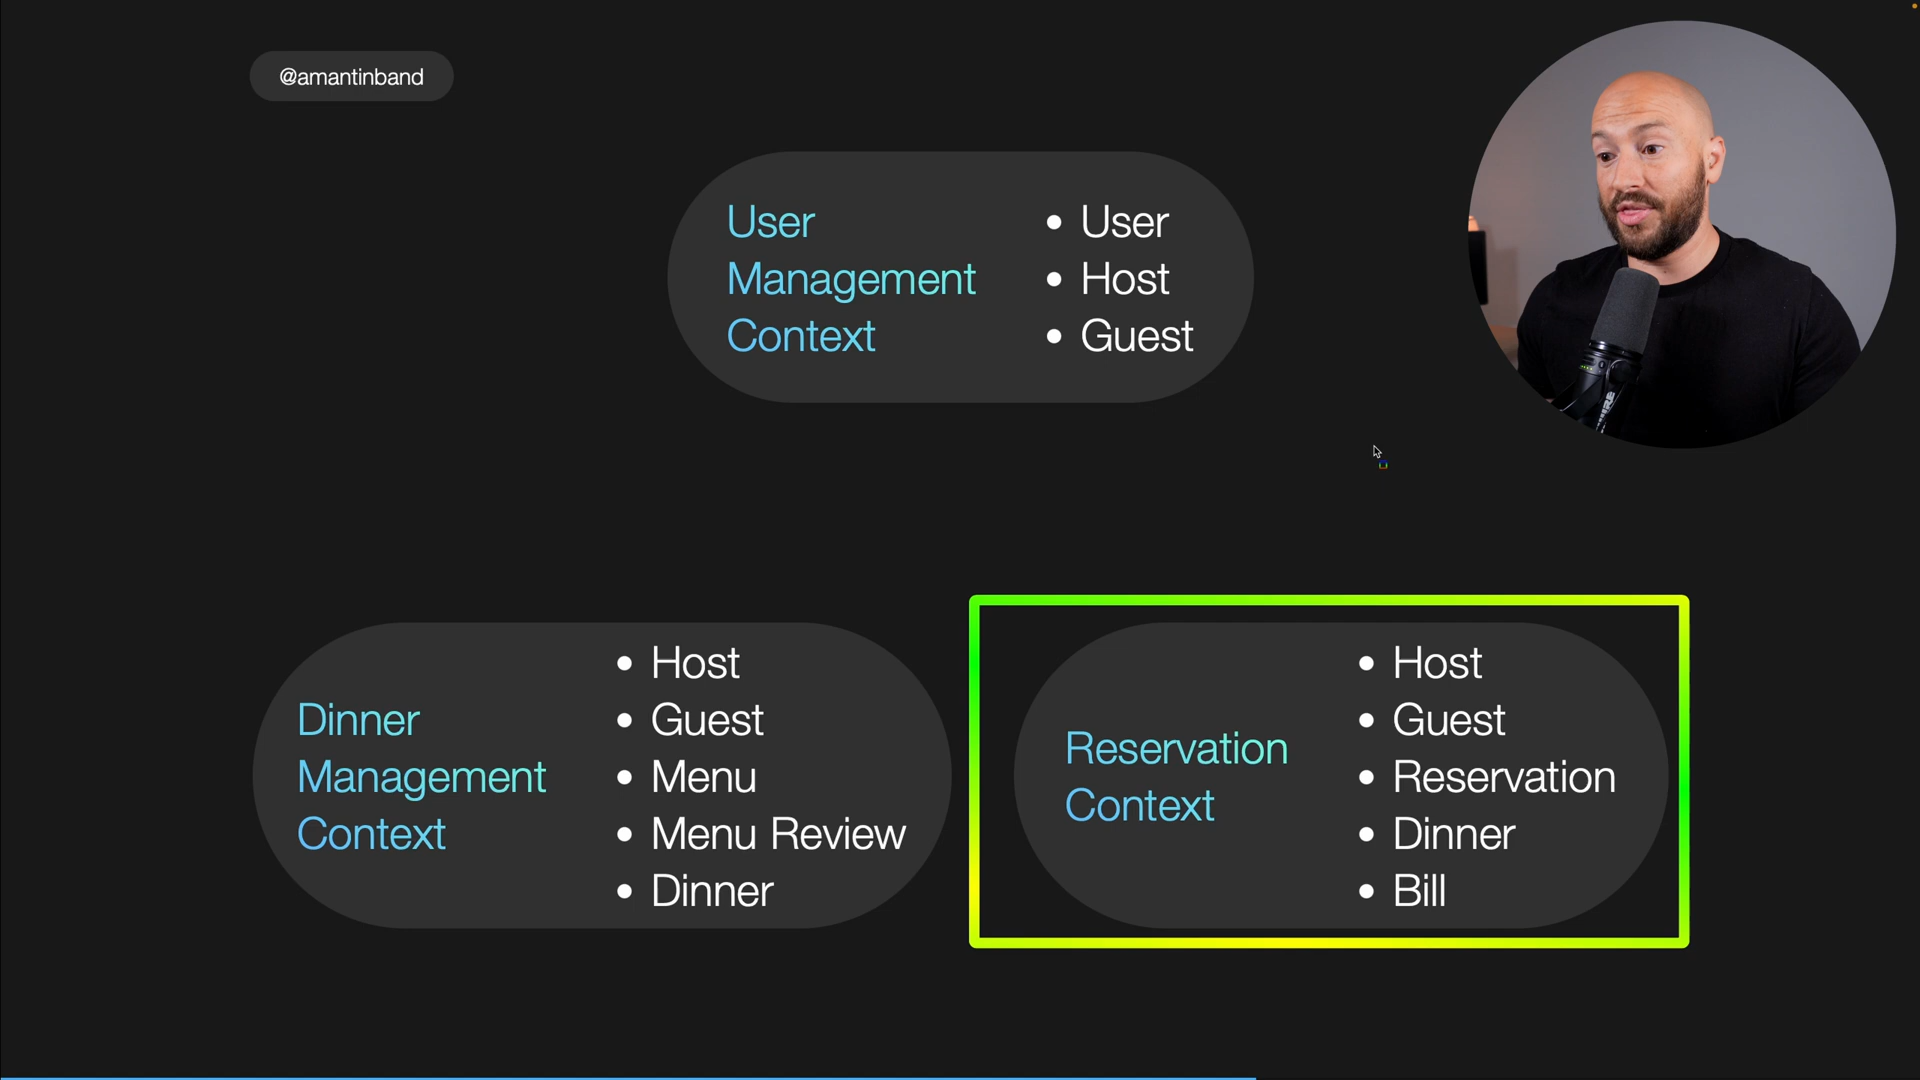 @amantinband
User
Management
Context
• User
• Host
• Guest
Dinner
Management
Context
• Host
• Guest
• Menu
• Menu Review
• Dinner
Reservation
Context
• Host
• Guest
• Reservation
• Dinner
• Bill
SHURE